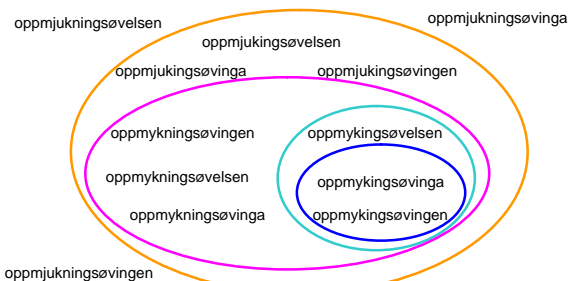 oppmjukningsøvinga
oppmjukningsøvelsen
oppmjukingsøvelsen
oppmjukingsøvinga oppmjukingsøvingen
oppmykningsøvingen oppmykingsøvelsen
oppmykningsøvelsen oppmykingsøvinga
oppmykningsøvinga oppmykingsøvingen
oppmjukningsøvingen